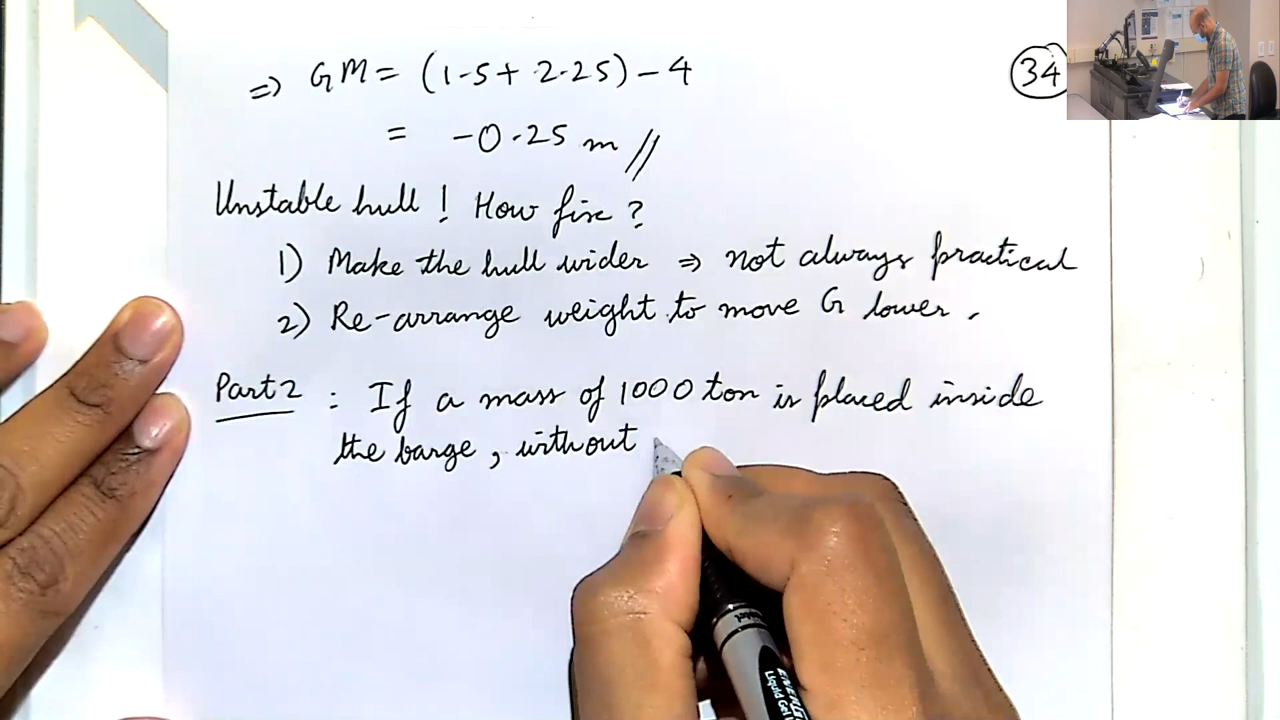 ⇒ GM = (1.5 + 2.25) - 4
= -0.25 m //
34
Unstable hull ! How fix ?
1) Make the hull wider ⇒ not always practical
2) Re-arrange weight to move G lower .
Part 2 : If a mass of 1000 ton is placed inside
the barge , without
Liquid Gel